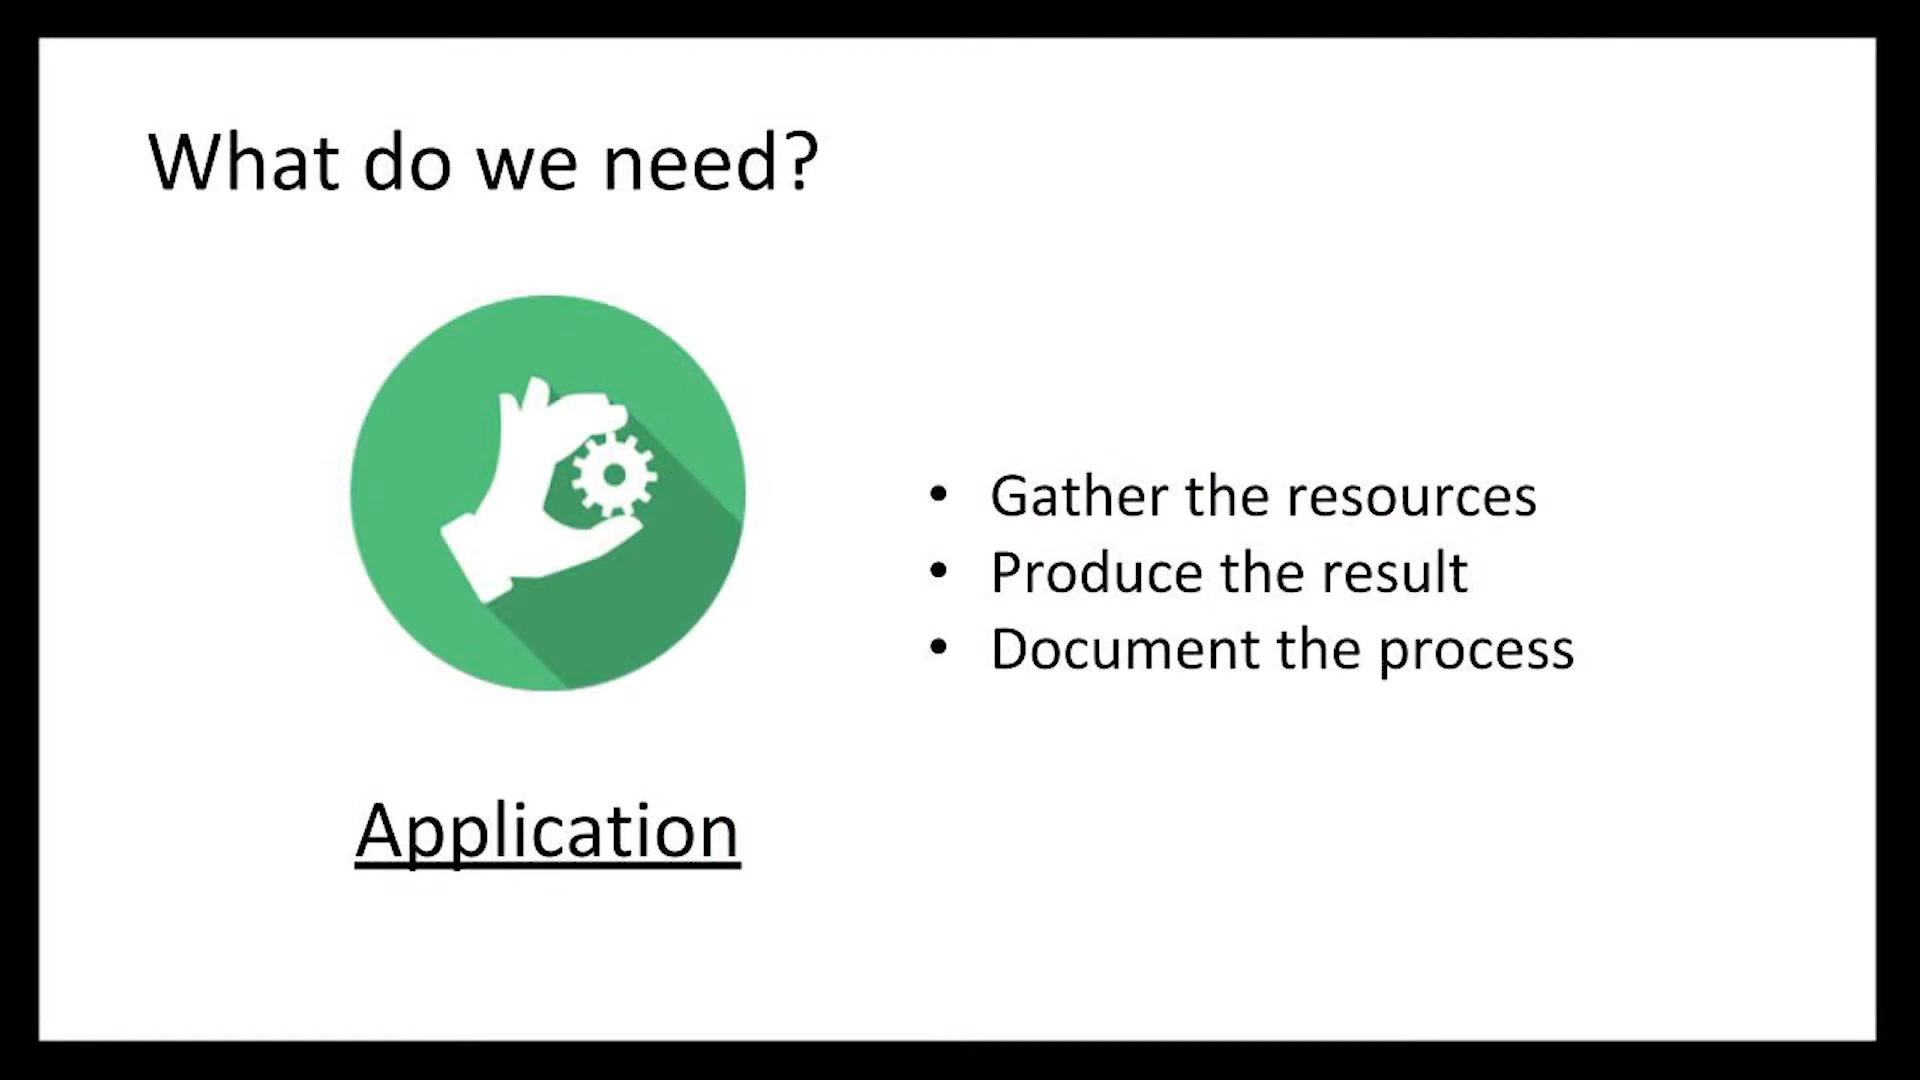 What do we need?
• Gather the resources
• Produce the result
• Document the process
Application